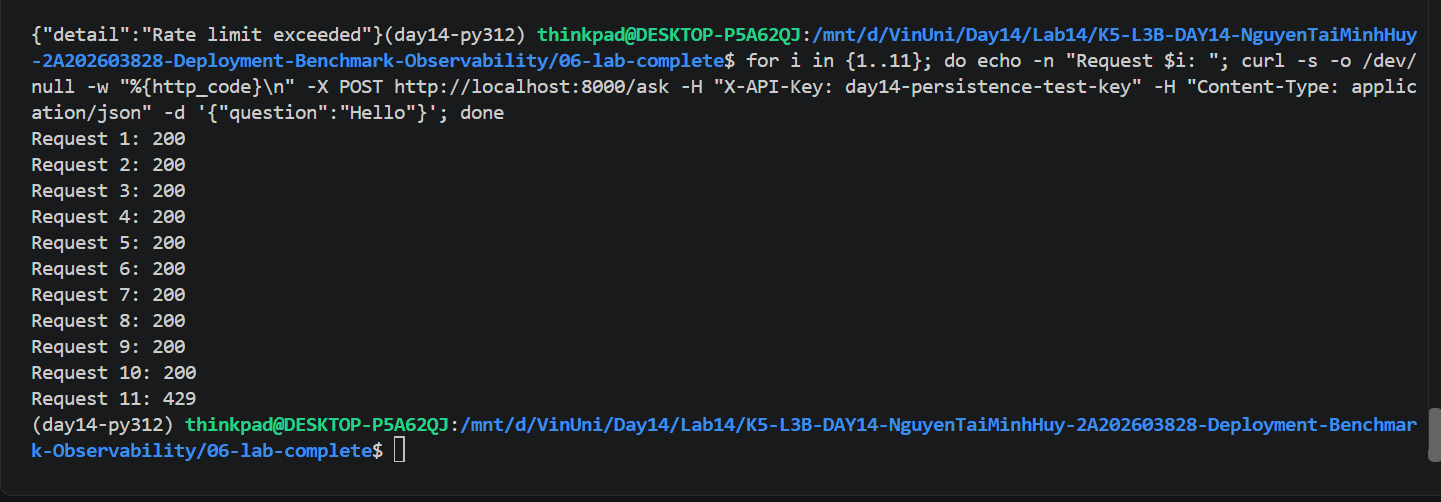 {"detail":"Rate limit exceeded"}(day14-py312) thinkpad@DESKTOP-P5A62QJ:/mnt/d/VinUni/Day14/Lab14/K5-L3B-DAY14-NguyenTaiMinhHuy
-2A202603828-Deployment-Benchmark-Observability/06-lab-complete$ for i in {1..11}; do echo -n "Request $i: "; curl -s -o /dev/
null -w "%{http_code}\n" -X POST http://localhost:8000/ask -H "X-API-Key: day14-persistence-test-key" -H "Content-Type: applic
ation/json" -d '{"question":"Hello"}'; done
Request 1: 200
Request 2: 200
Request 3: 200
Request 4: 200
Request 5: 200
Request 6: 200
Request 7: 200
Request 8: 200
Request 9: 200
Request 10: 200
Request 11: 429
(day14-py312) thinkpad@DESKTOP-P5A62QJ:/mnt/d/VinUni/Day14/Lab14/K5-L3B-DAY14-NguyenTaiMinhHuy-2A202603828-Deployment-Benchmar
k-Observability/06-lab-complete$